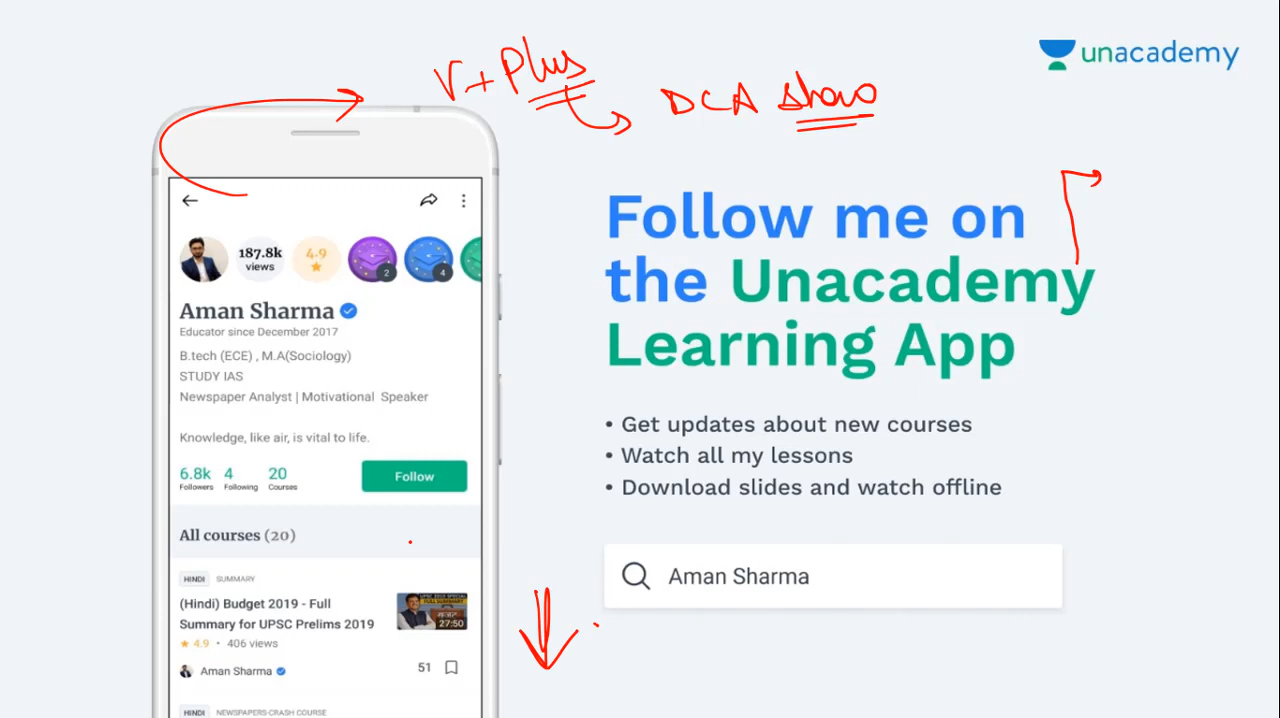 V + Plus
DCA show
unacademy
187.8k
views
4.9
★
2
4
Aman Sharma
Educator since December 2017
B.tech (ECE) , M.A(Sociology)
STUDY IAS
Newspaper Analyst | Motivational Speaker
Knowledge, like air, is vital to life.
6.8k 4 20
Followers Following Courses
Follow
All courses (20)
HINDI SUMMARY
(Hindi) Budget 2019 - Full
Summary for UPSC Prelims 2019
★ 4.9 • 406 views
27:50
Aman Sharma
51
HINDI NEWSPAPERS-CRASH COURSE
Follow me on
the Unacademy
Learning App
• Get updates about new courses
• Watch all my lessons
• Download slides and watch offline
Aman Sharma